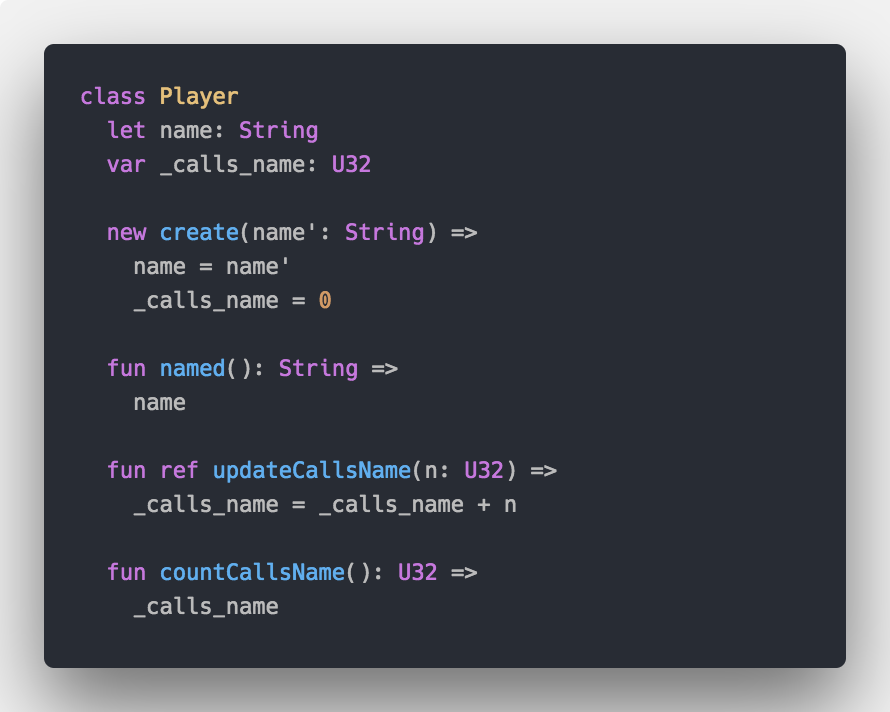 class Player
  let name: String
  var _calls_name: U32

  new create(name': String) =>
    name = name'
    _calls_name = 0

  fun named(): String =>
    name

  fun ref updateCallsName(n: U32) =>
    _calls_name = _calls_name + n

  fun countCallsName(): U32 =>
    _calls_name